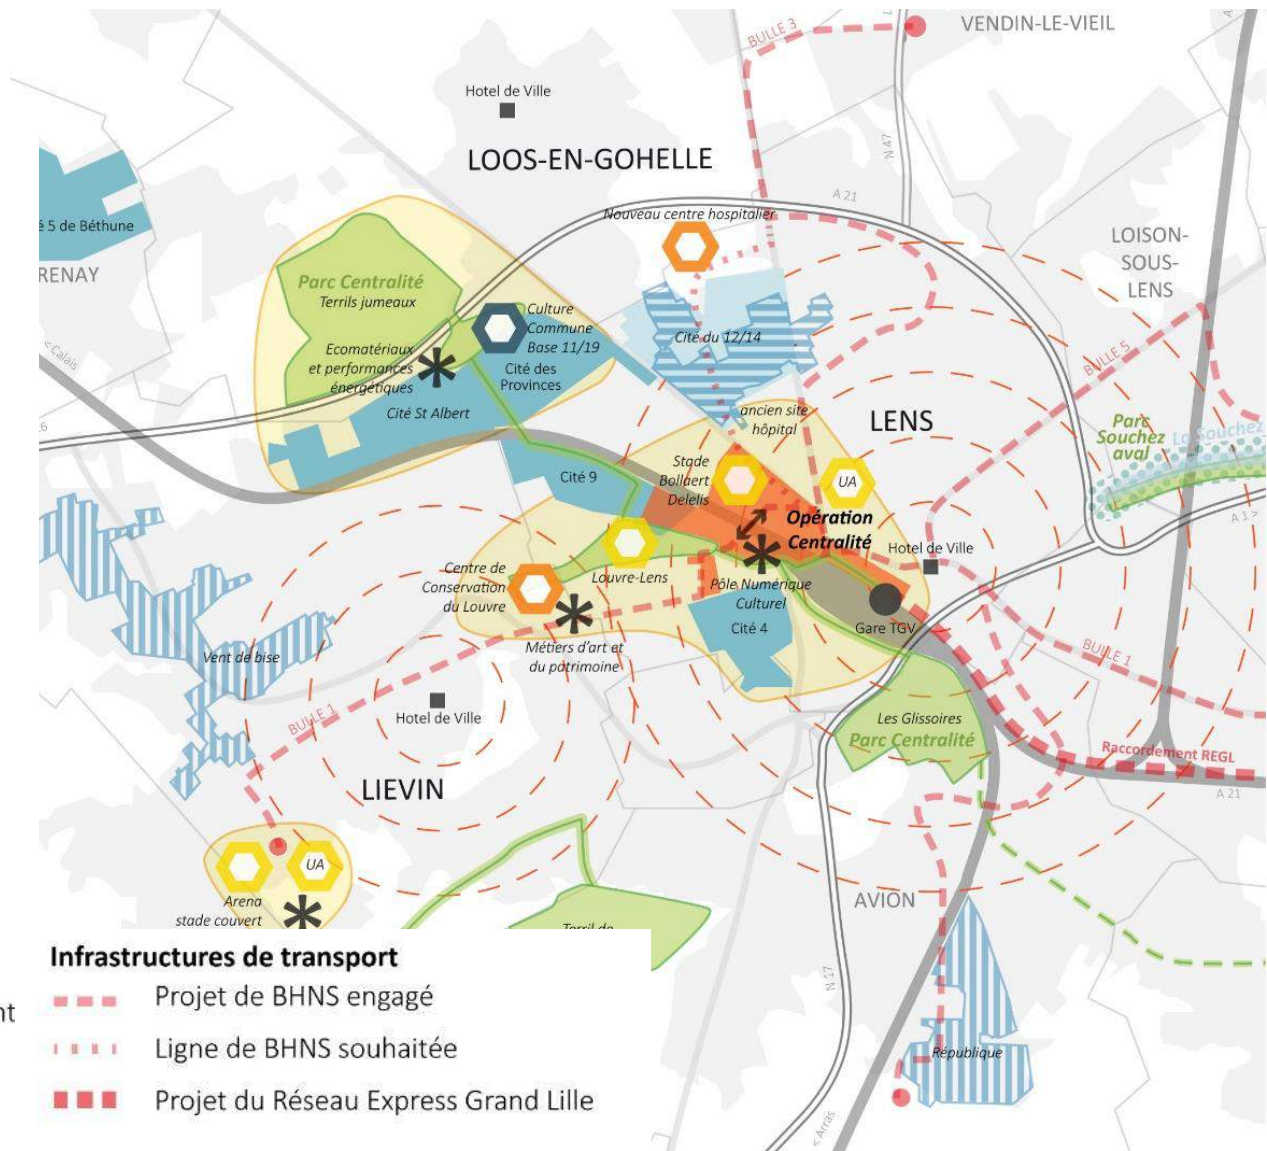 BULLE 3
VENDIN-LE-VIEIL
Hotel de Ville
LOOS-EN-GOHELLE
N 47
A 21
Nouveau centre hospitalier
é 5 de Béthune
RENAY
LOISON-
SOUS-
LENS
Parc Centralité
Terrils jumeaux
Culture
Commune
Base 11/19
Cité des
Provinces
Cité du 12/14
Ecomatériaux
et performances
énergétiques
< Calais
BULLE 5
Cité St Albert
ancien site
hôpital
LENS
Parc
Souchez
aval
La Souchez
Stade
Bollaert
Delelis
UA
Cité 9
Opération
Centralité
A 1 >
Hotel de Ville
Centre de
Conservation
du Louvre
Louvre-Lens
Pôle Numérique
Culturel
Cité 4
Gare TGV
Métiers d'art et
du patrimoine
Vent de bise
BULLE 1
BULLE 1
Hotel de Ville
Les Glissoires
Parc Centralité
Raccordement REGL
A 21
LIEVIN
UA
Arena
stade couvert
AVION
Terril de
N 17
République
< Arras
Infrastructures de transport
Projet de BHNS engagé
nt
Ligne de BHNS souhaitée
Projet du Réseau Express Grand Lille